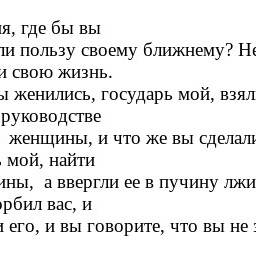 я, где бы вы
ли пользу своему ближнему? Не
и свою жизнь.
ы женились, государь мой, взял
руководстве
женщины, и что же вы сделали
ь мой, найти
ины, а ввергли ее в пучину лжи
орбил вас, и
и его, и вы говорите, что вы не з